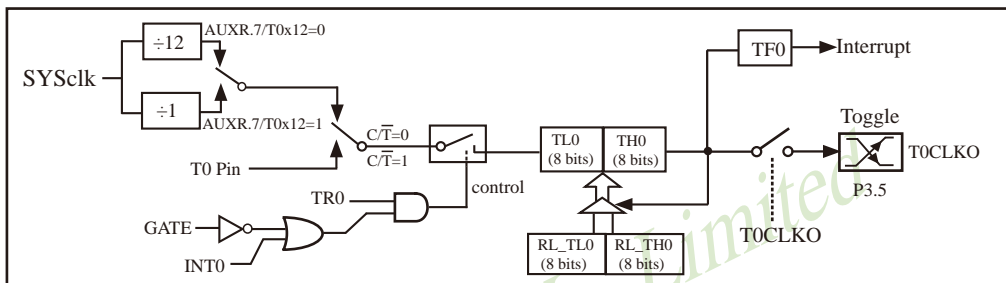 AUXR.7/T0x12=0
÷12
SYSclk
÷1
AUXR.7/T0x12=1
T0 Pin
C/T̅=0
C/T̅=1
control
TR0
GATE
INT0
TL0
(8 bits)
TH0
(8 bits)
RL_TL0
(8 bits)
RL_TH0
(8 bits)
TF0
Interrupt
Toggle
T0CLKO
P3.5
T0CLKO
Limited